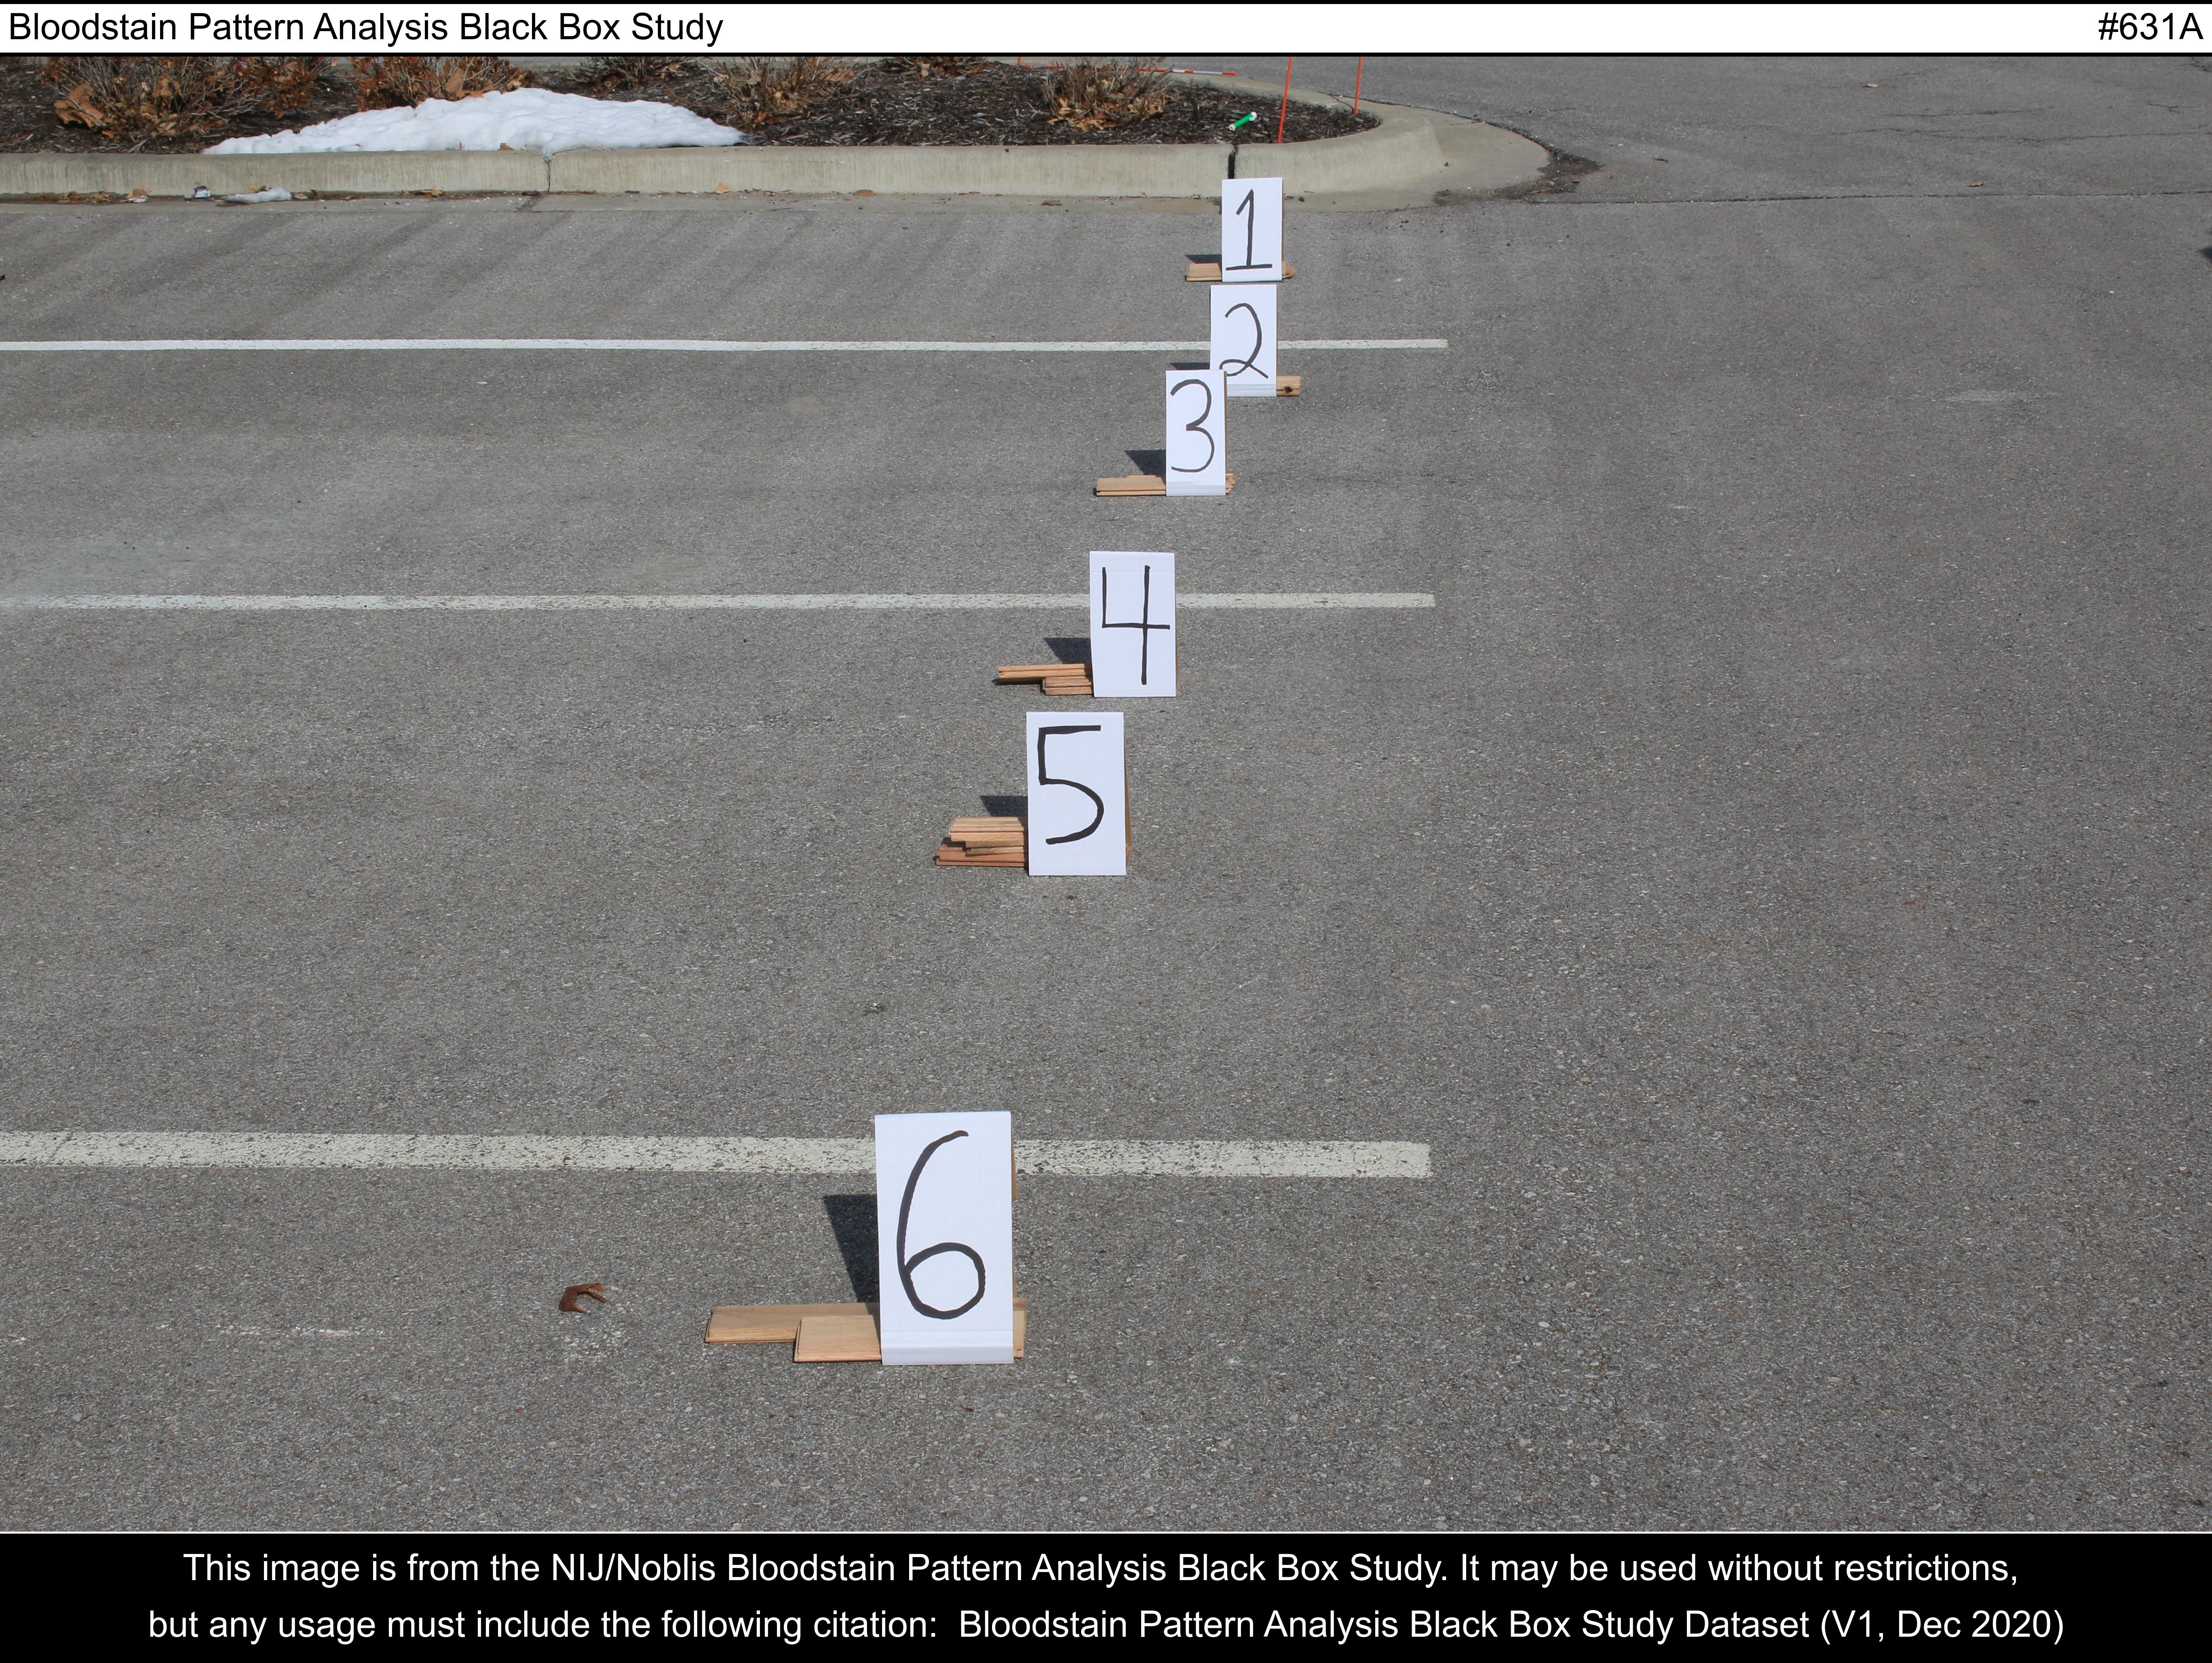 Bloodstain Pattern Analysis Black Box Study #631A
1
2
3
4
5
6
This image is from the NIJ/Noblis Bloodstain Pattern Analysis Black Box Study. It may be used without restrictions,
but any usage must include the following citation: Bloodstain Pattern Analysis Black Box Study Dataset (V1, Dec 2020)